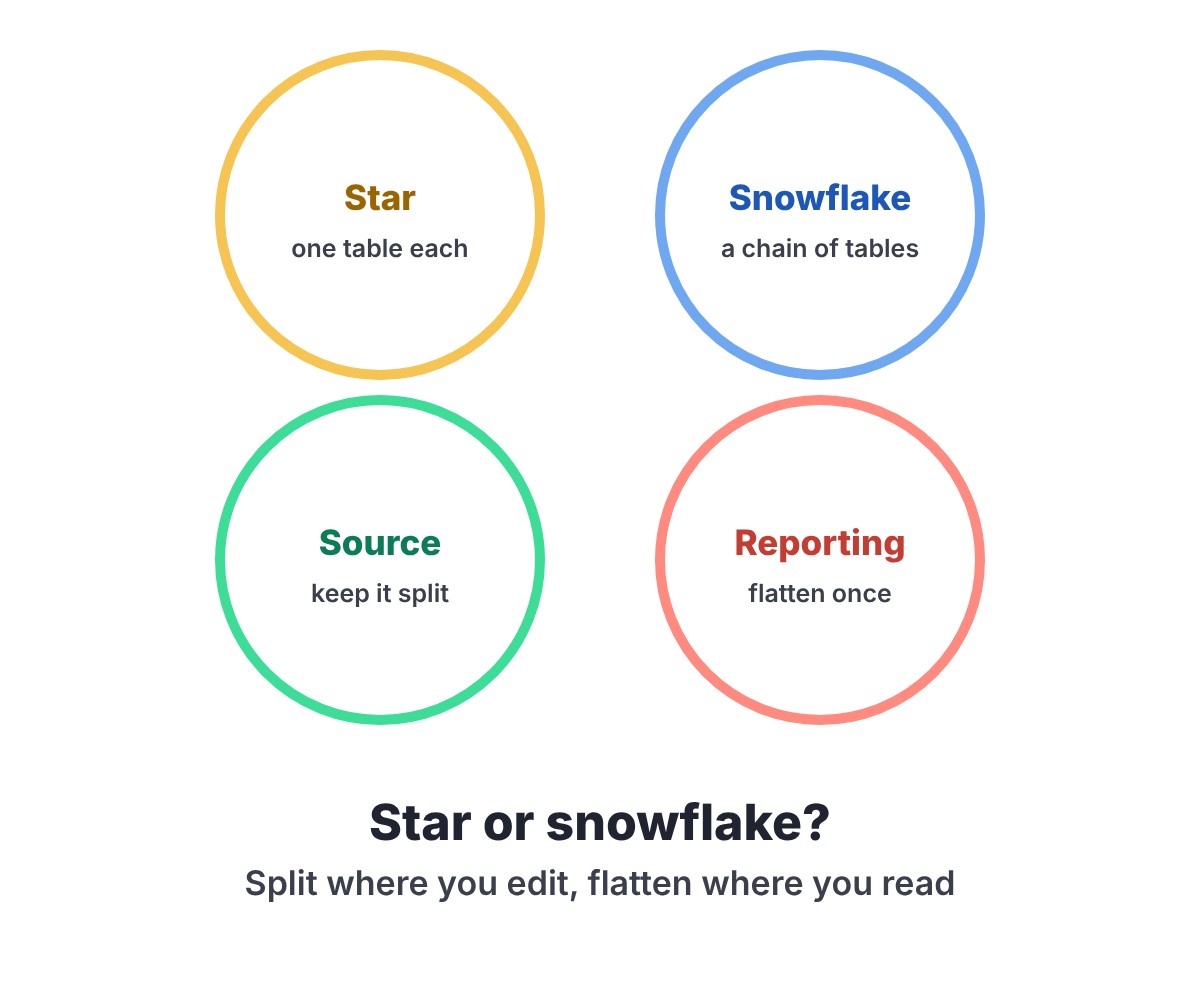 Star
one table each
Snowflake
a chain of tables
Source
keep it split
Reporting
flatten once
Star or snowflake?
Split where you edit, flatten where you read